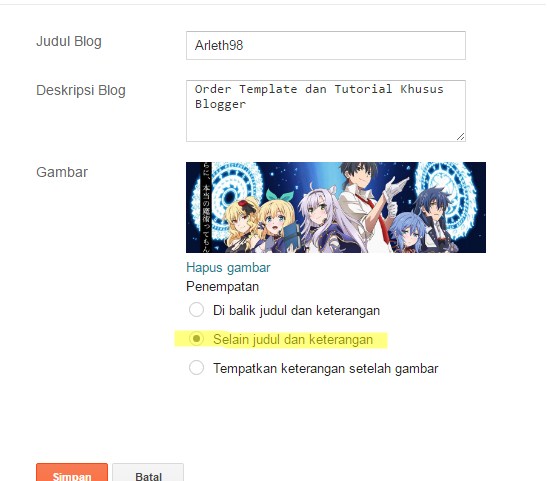 Judul Blog
Arleth98
Deskripsi Blog
Order Template dan Tutorial Khusus
Blogger
Gambar
らに、本当の魔術ってもん
Hapus gambar
Penempatan
Di balik judul dan keterangan
Selain judul dan keterangan
Tempatkan keterangan setelah gambar
Simpan
Batal